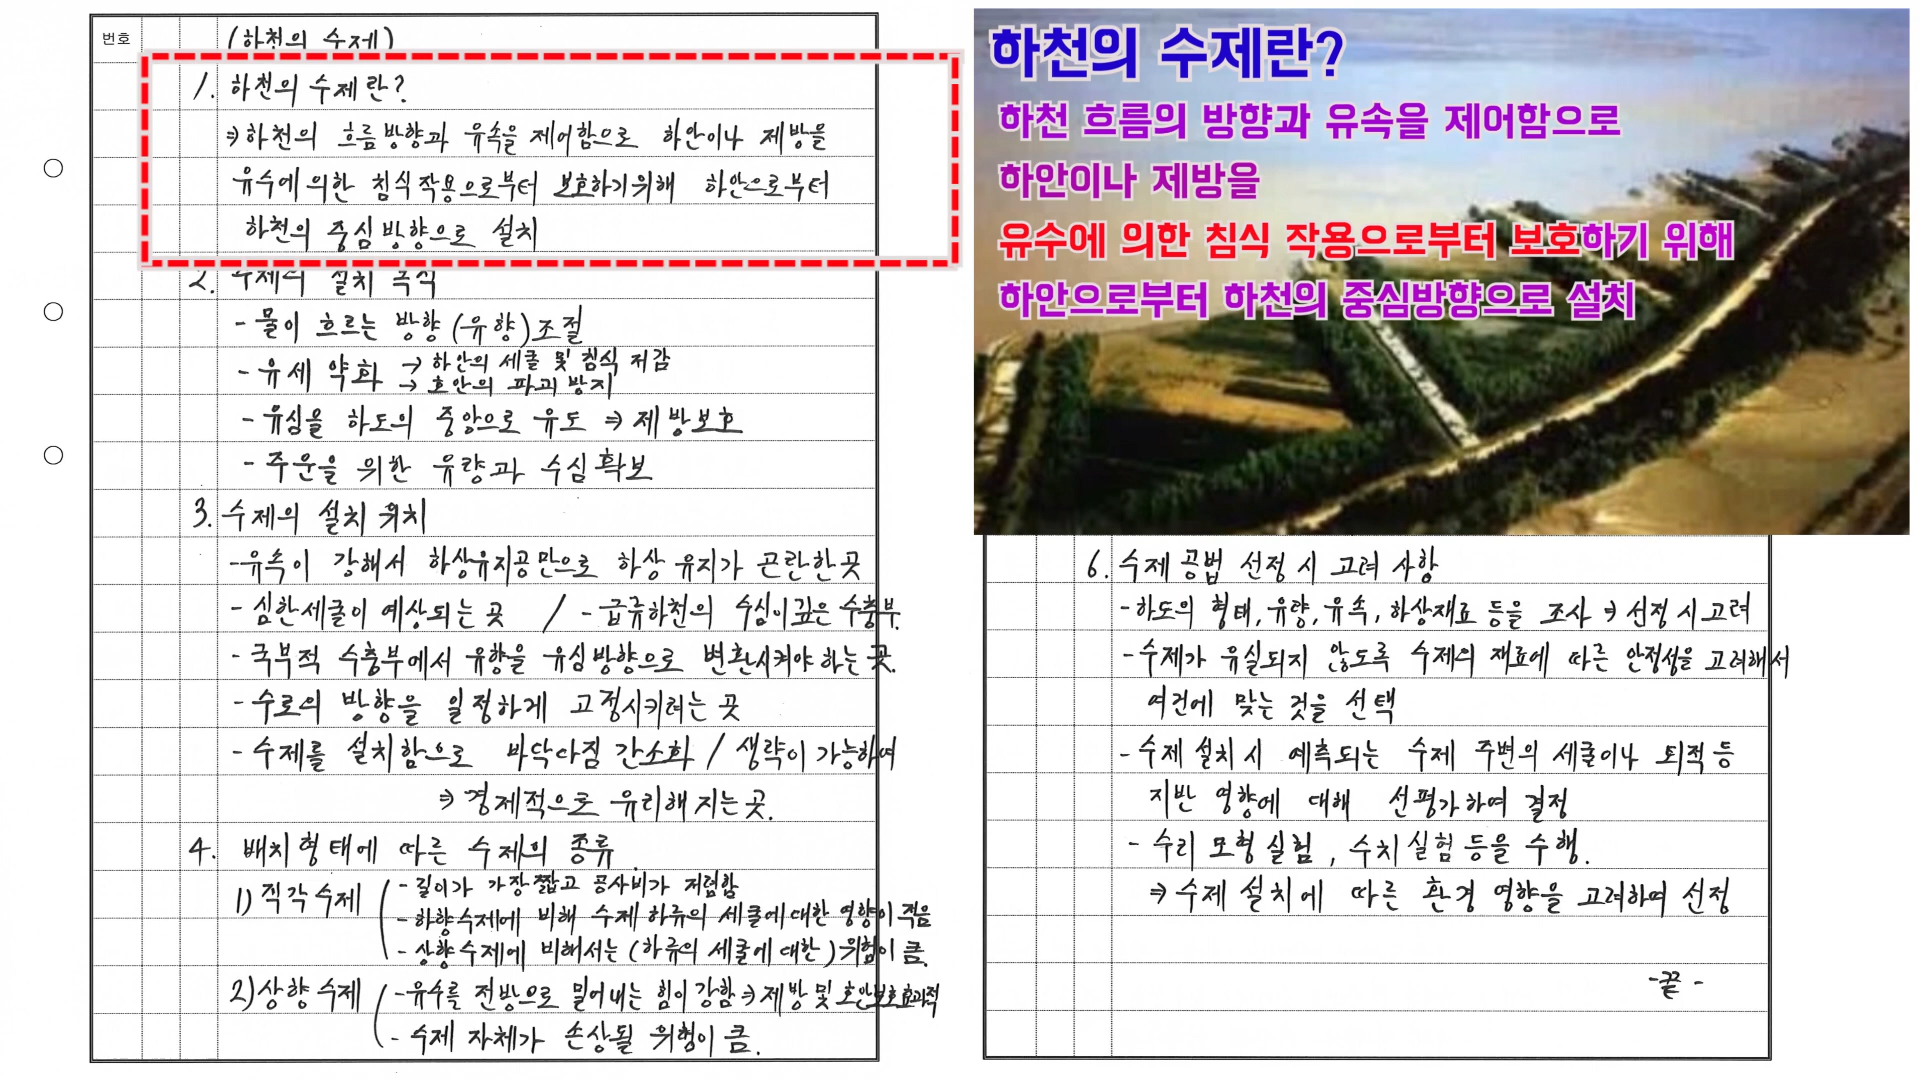 번호
(하천의 수제)
1. 하천의 수제란?
⇒ 하천의 흐름방향과 유속을 제어함으로 하안이나 제방을
유수에 의한 침식작용으로부터 보호하기위해 하안으로부터
하천의 중심방향으로 설치
2. 수제의 설치 목적
- 물이 흐르는 방향(유향)조절
- 유세 약화 → 하안의 세굴 및 침식 저감
→ 호안의 파괴 방지
- 유심을 하도의 중앙으로 유도 ⇒ 제방보호
- 주운을 위한 유량과 수심 확보
3. 수제의 설치 위치
- 유속이 강해서 하상유지공만으로 하상 유지가 곤란한 곳
- 심한세굴이 예상되는 곳 / - 급류하천의 수심이 깊은 수충부.
- 국부적 수충부에서 유향을 유심방향으로 변환시켜야 하는 곳.
- 수로의 방향을 일정하게 고정시키려는 곳
- 수제를 설치함으로 바닥다짐 간소화 / 생략이 가능하여
⇒ 경제적으로 유리해지는 곳.
4. 배치형태에 따른 수제의 종류
1) 직각수제 - 길이가 가장 짧고 공사비가 저렴함
- 하향수제에 비해 수제 하류의 세굴에 대한 영향이 적음
- 상향수제에 비해서는 (하류의 세굴에 대한) 위험이 큼.
2) 상향수제 - 유수를 전방으로 밀어내는 힘이 강함 ⇒ 제방 및 호안보호효과적
- 수제 자체가 손상될 위험이 큼.
하천의 수제란?
하천 흐름의 방향과 유속을 제어함으로
하안이나 제방을
유수에 의한 침식 작용으로부터 보호하기 위해
하안으로부터 하천의 중심방향으로 설치
6. 수제 공법 선정 시 고려 사항
- 하도의 형태, 유량, 유속, 하상재료 등을 조사 ⇒ 선정 시 고려
- 수제가 유실되지 않도록 수제의 재료에 따른 안정성을 고려해서
여건에 맞는 것을 선택
- 수제 설치 시 예측되는 수제 주변의 세굴이나 퇴적 등
지반 영향에 대해 선평가하여 결정
- 수리 모형 실험, 수치 실험 등을 수행.
⇒ 수제 설치에 따른 환경 영향을 고려하여 선정
- 끝 -